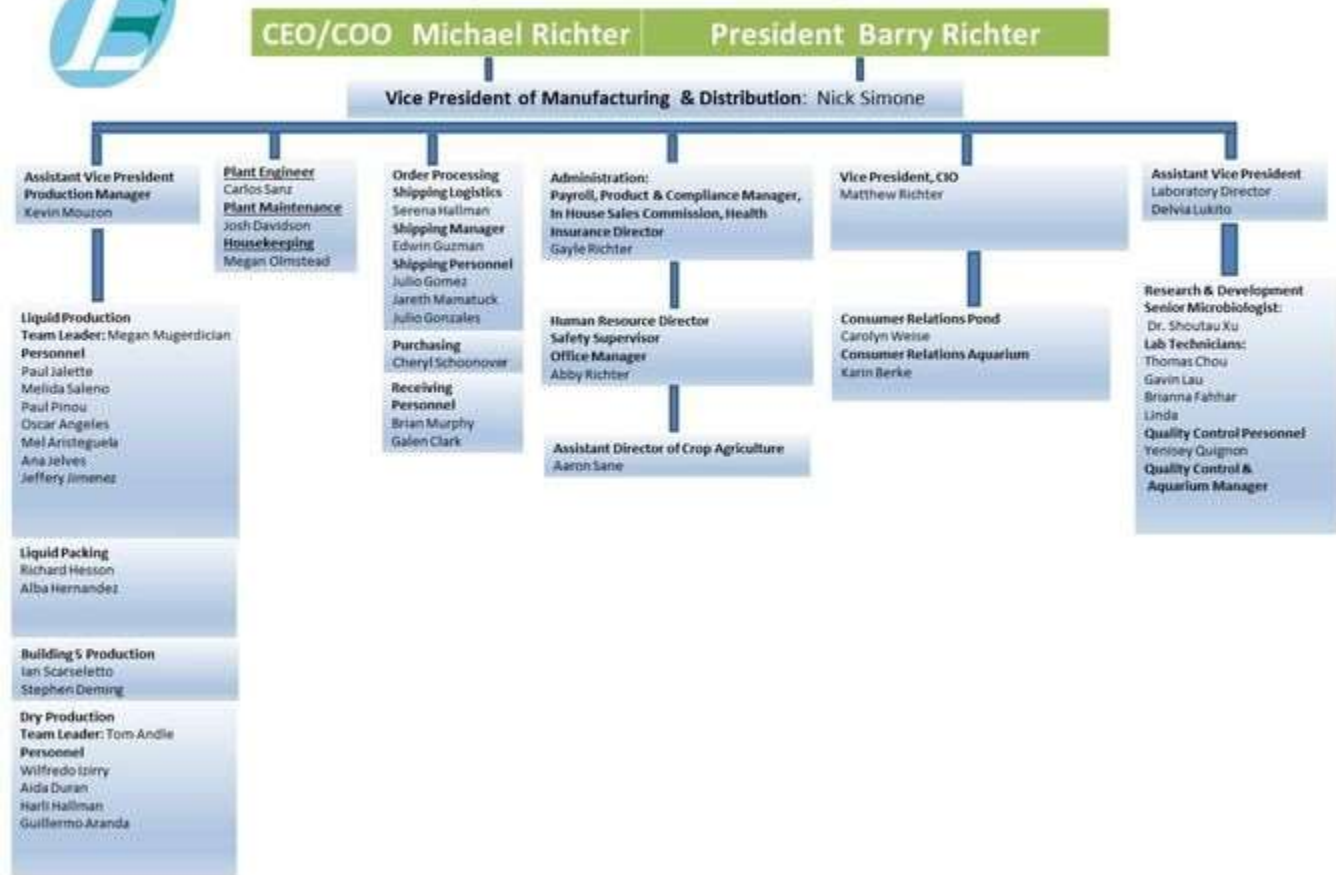 CEO/COO Michael Richter
President Barry Richter
Vice President of Manufacturing & Distribution: Nick Simone
Assistant Vice President
Production Manager
Kevin Mouzon
Liquid Production
Team Leader: Megan Mugerdician
Personnel
Paul Jalette
Melida Saleno
Paul Pinou
Oscar Angeles
Mel Aristeguela
Ana Jelves
Jeffery Jimenez
Liquid Packing
Richard Hesson
Alba Hernandez
Building 5 Production
Ian Scarseletto
Stephen Deming
Dry Production
Team Leader: Tom Andle
Personnel
Wilfredo Izirry
Aida Duran
Harli Hallman
Guillermo Aranda
Plant Engineer
Carlos Sanz
Plant Maintenance
Josh Davidson
Housekeeping
Megan Olmstead
Order Processing
Shipping Logistics
Serena Hallman
Shipping Manager
Edwin Guzman
Shipping Personnel
Julio Gomez
Jareth Mamatuck
Julio Gonzales
Purchasing
Cheryl Schoonover
Receiving
Personnel
Brian Murphy
Galen Clark
Administration:
Payroll, Product & Compliance Manager,
In House Sales Commission, Health
Insurance Director
Gayle Richter
Human Resource Director
Safety Supervisor
Office Manager
Abby Richter
Assistant Director of Crop Agriculture
Aaron Sane
Vice President, CIO
Matthew Richter
Consumer Relations Pond
Carolyn Weise
Consumer Relations Aquarium
Karin Berke
Assistant Vice President
Laboratory Director
Delvia Lukito
Research & Development
Senior Microbiologist:
Dr. Shoutau Xu
Lab Technicians:
Thomas Chou
Gavin Lau
Brianna Fahhar
Linda
Quality Control Personnel
Yenisey Quignon
Quality Control &
Aquarium Manager